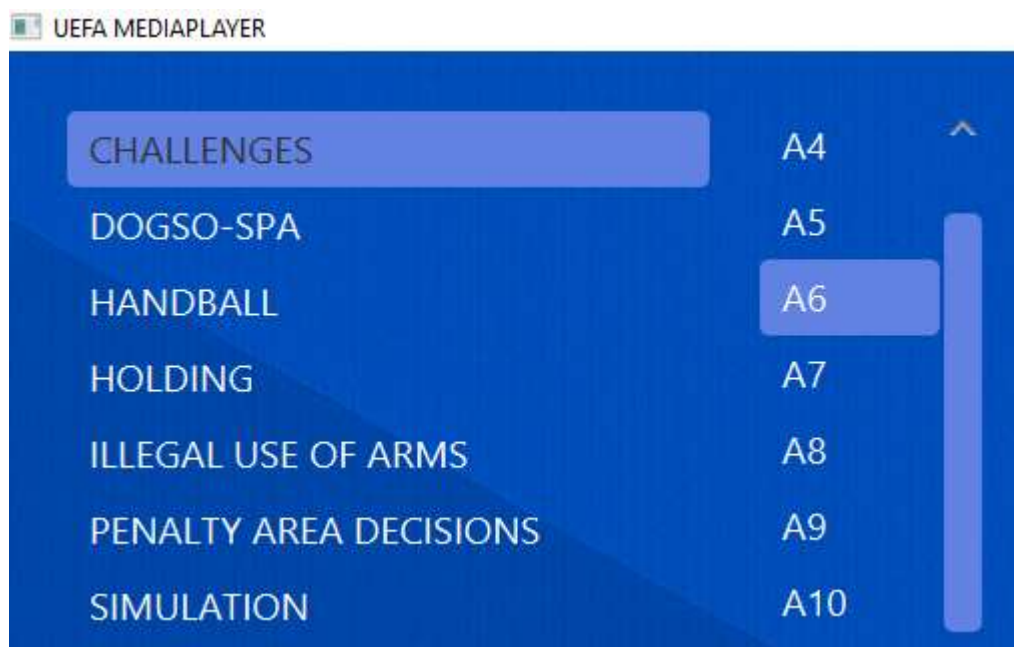 UEFA MEDIAPLAYER
CHALLENGES A4
DOGSO-SPA A5
HANDBALL A6
HOLDING A7
ILLEGAL USE OF ARMS A8
PENALTY AREA DECISIONS A9
SIMULATION A10